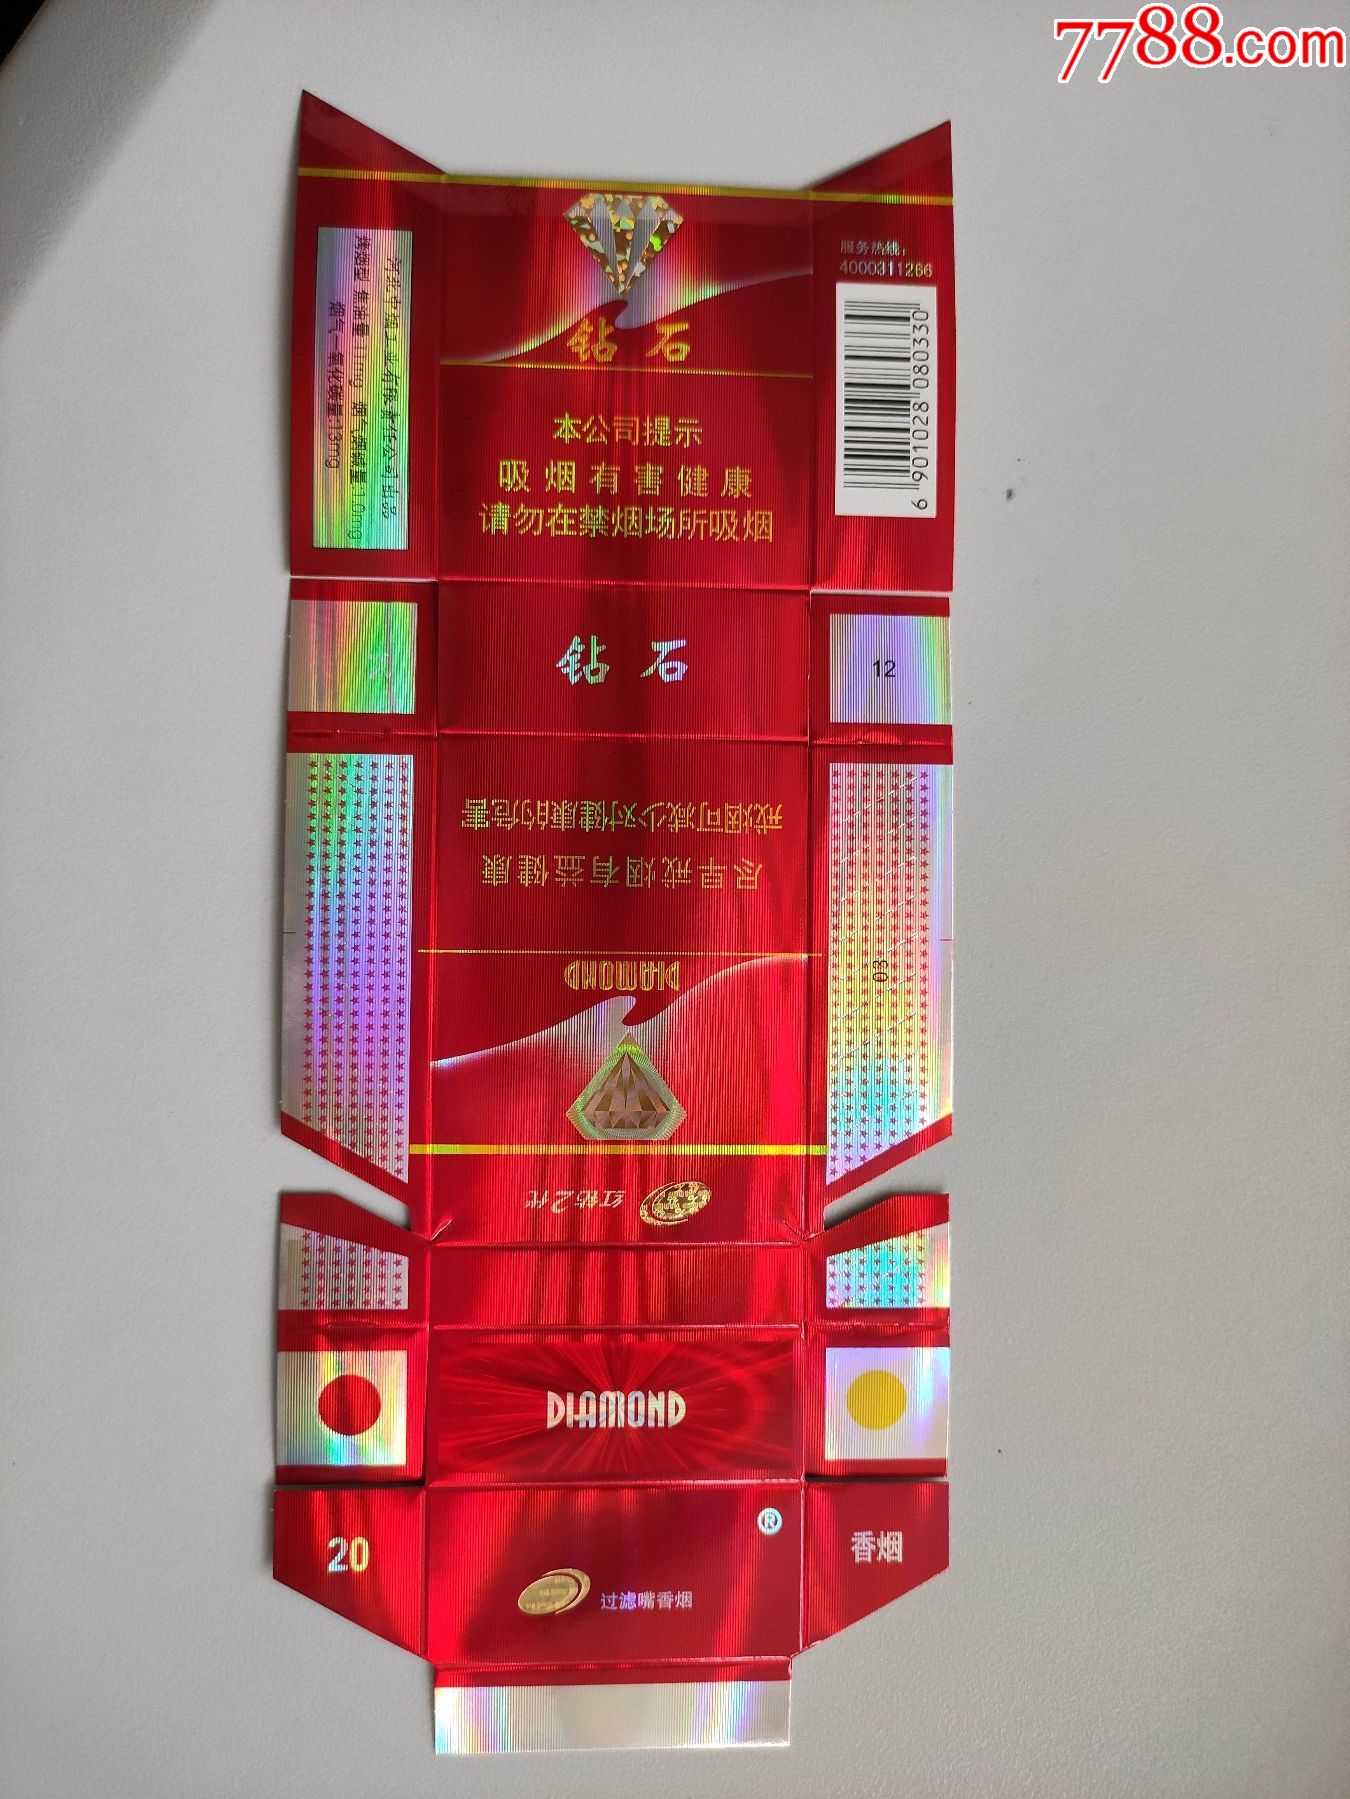 7788.com
服务热线:
4000311286
6 901028 080330
河北中烟工业有限责任公司 出品
烤烟型 焦油量:11mg 烟气烟碱量:1.0mg
烟气一氧化碳量:13mg
钻石
本公司提示
吸烟有害健康
请勿在禁烟场所吸烟
钻石
12
戒烟可减少对健康的危害
尽早戒烟有益健康
03
DIAMOND
红钻2代
DIAMOND
20
®
香烟
过滤嘴香烟